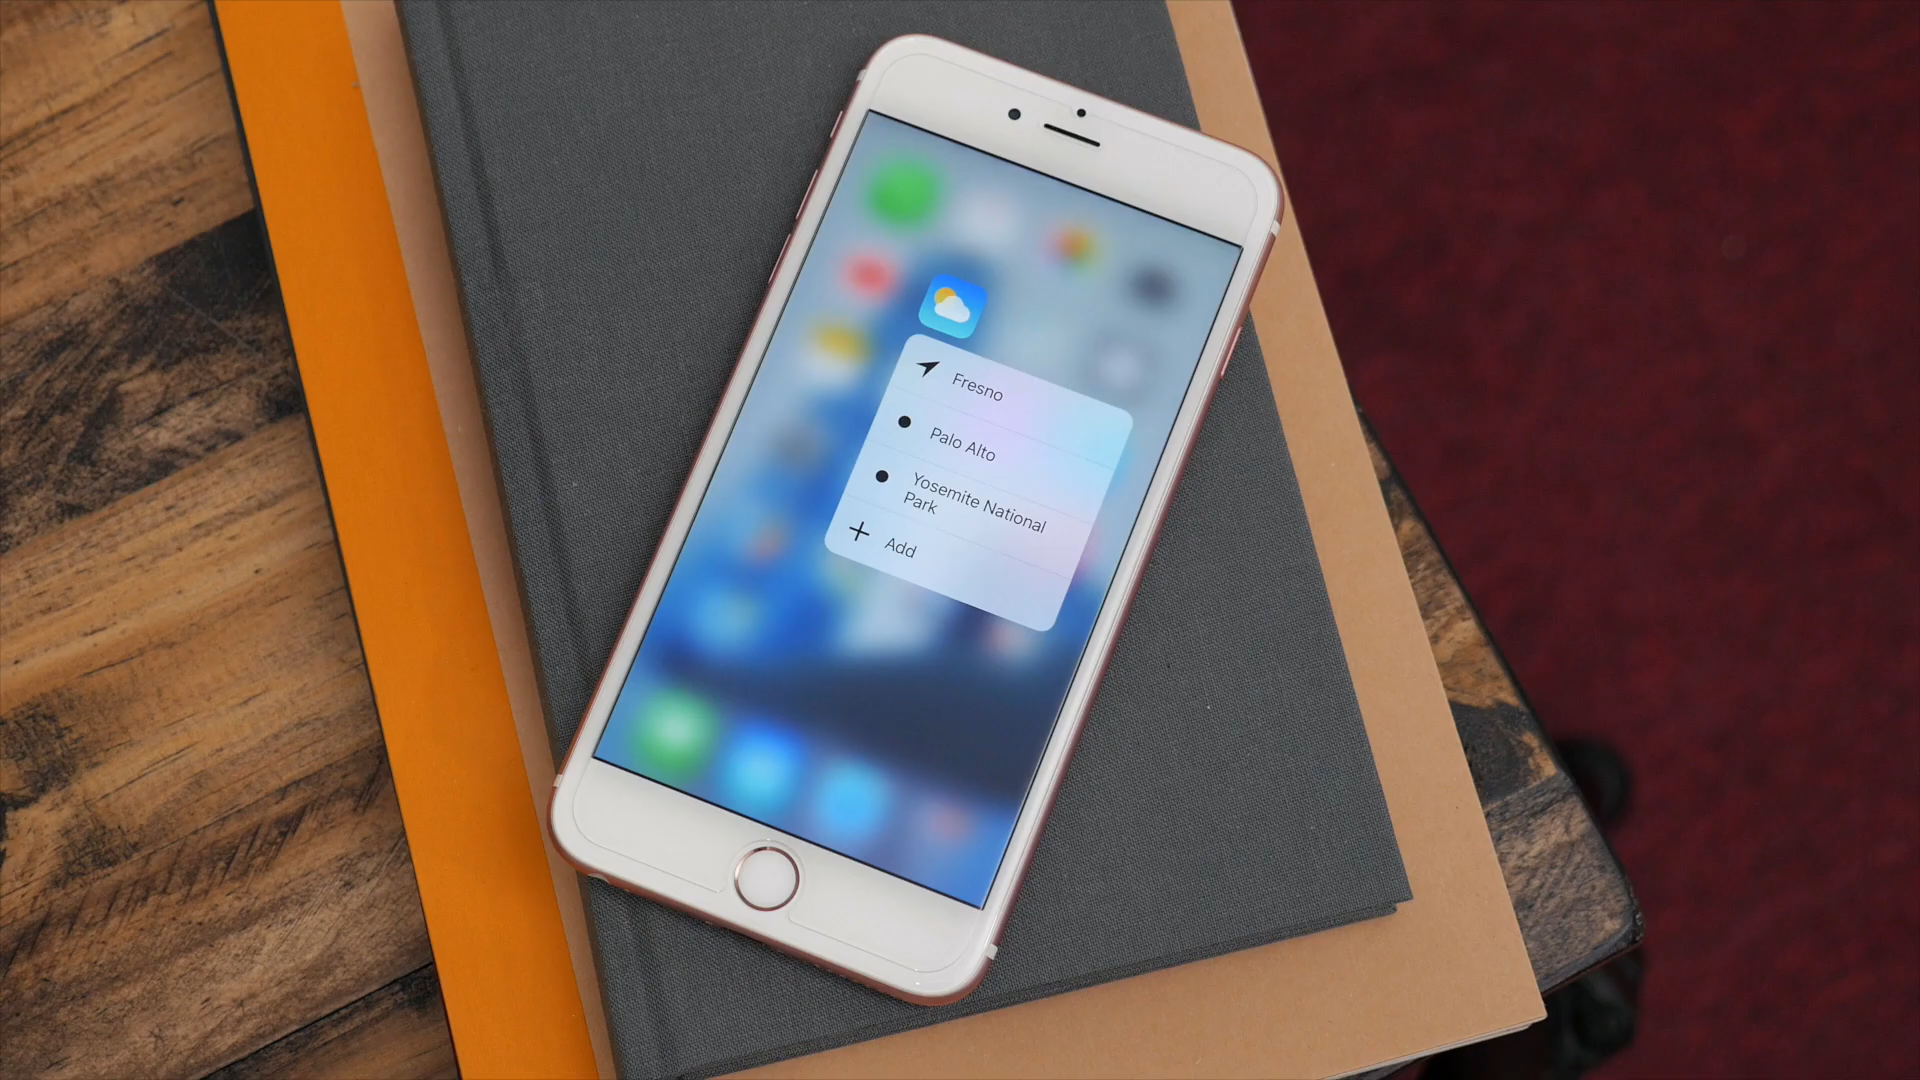 Fresno
Palo Alto
Yosemite National
Park
Add